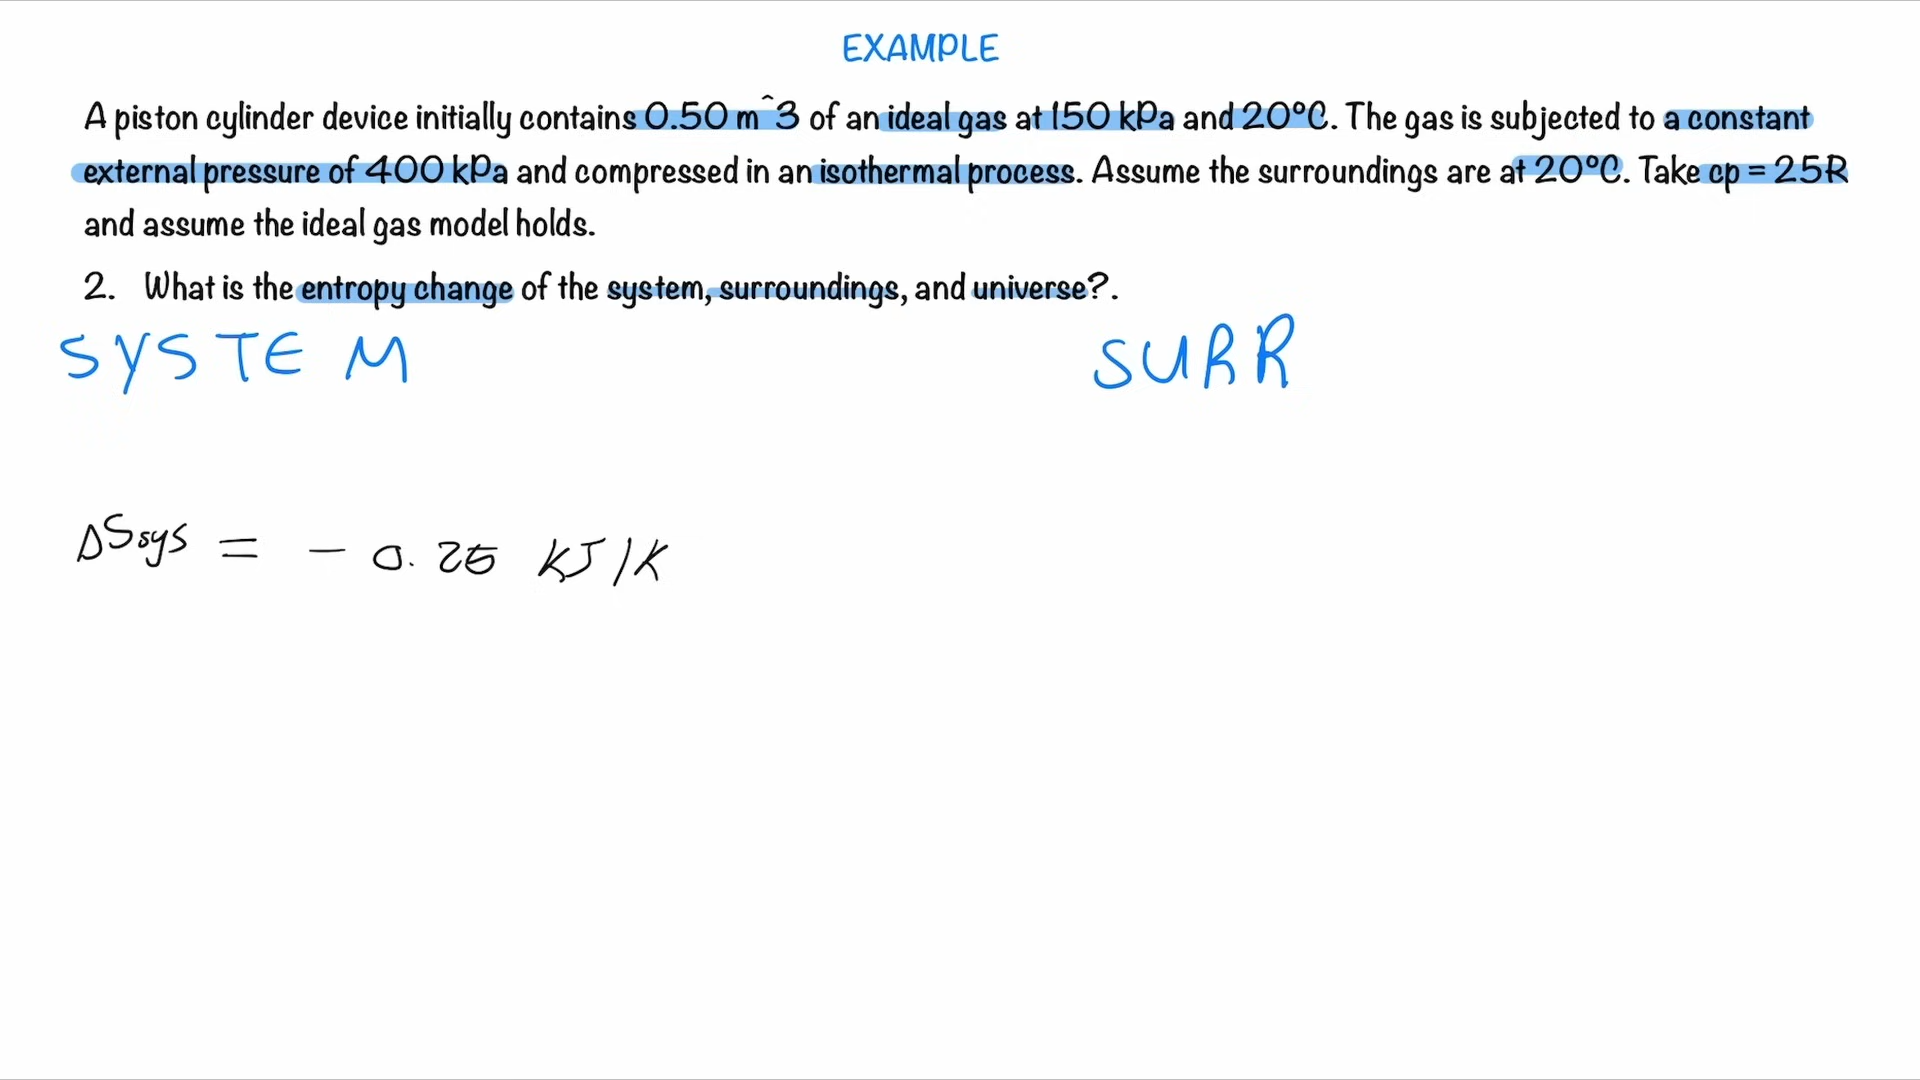 EXAMPLE
A piston cylinder device initially contains 0.50 m^3 of an ideal gas at 150 kPa and 20°C. The gas is subjected to a constant
external pressure of 400 kPa and compressed in an isothermal process. Assume the surroundings are at 20°C. Take cp = 25R
and assume the ideal gas model holds.
2. What is the entropy change of the system, surroundings, and universe?.
SYSTEM SURR
ΔSsys = - 0.25 kJ/K